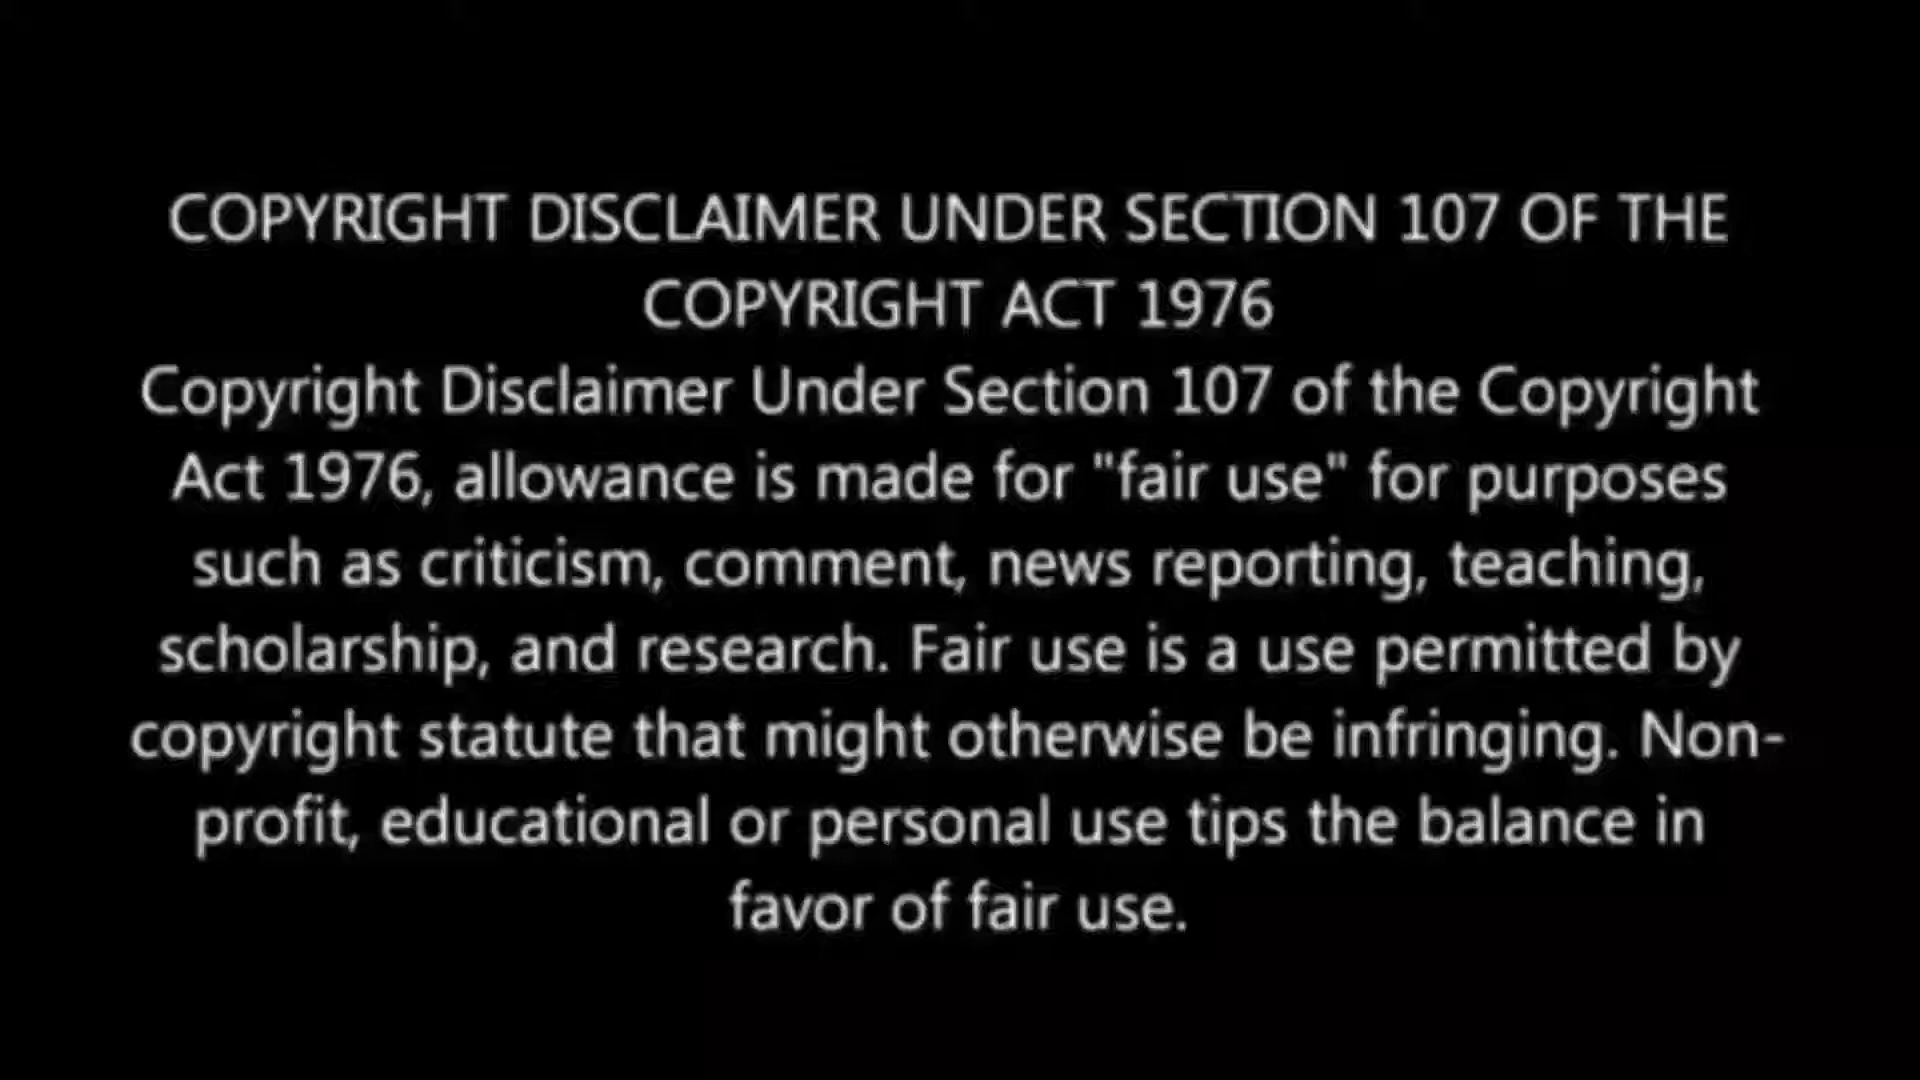 COPYRIGHT DISCLAIMER UNDER SECTION 107 OF THE
COPYRIGHT ACT 1976
Copyright Disclaimer Under Section 107 of the Copyright
Act 1976, allowance is made for "fair use" for purposes
such as criticism, comment, news reporting, teaching,
scholarship, and research. Fair use is a use permitted by
copyright statute that might otherwise be infringing. Non-
profit, educational or personal use tips the balance in
favor of fair use.